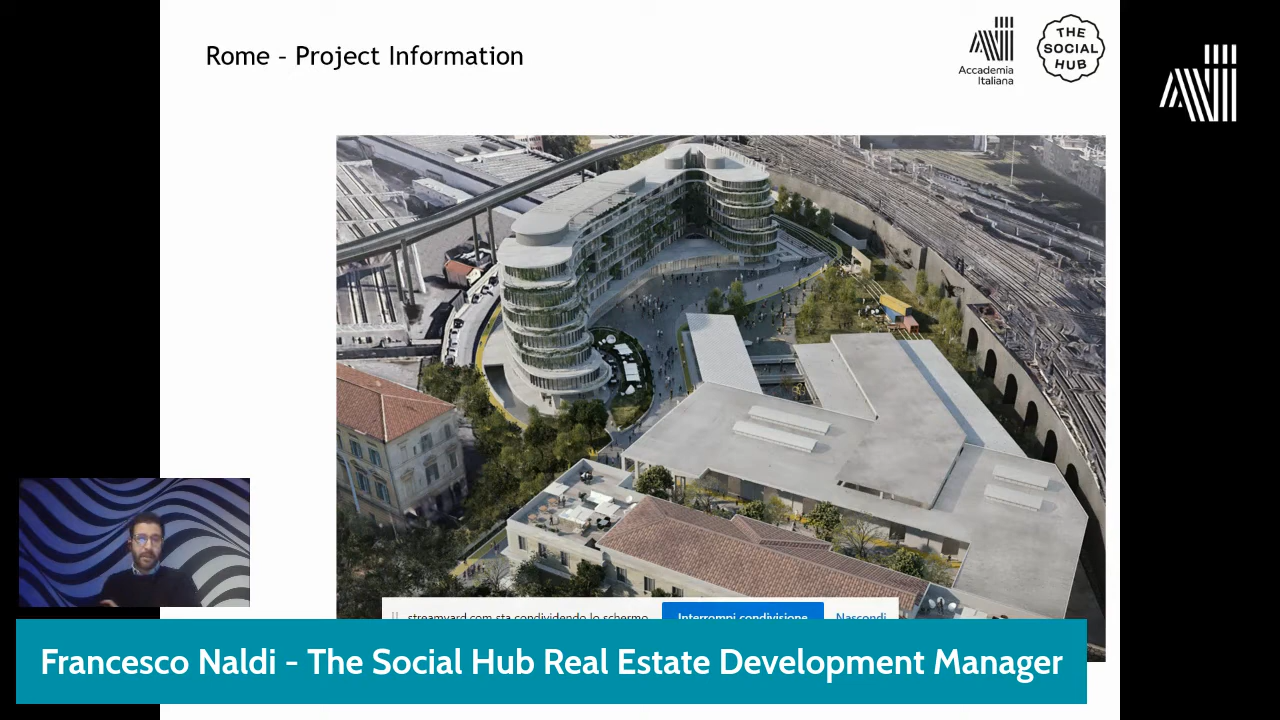 Rome - Project Information
Accademia
Italiana
THE
SOCIAL
HUB
streamyard.com sta condividendo lo schermo
Interrompi condivisione
Nascondi
Francesco Naldi - The Social Hub Real Estate Development Manager